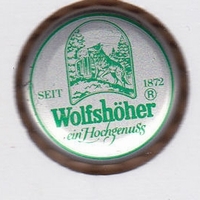 SEIT 1872
®
Wolfshöher
...ein Hochgenuss